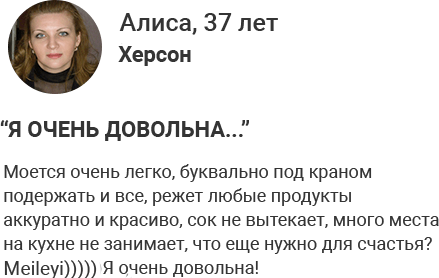 Алиса, 37 лет
Херсон
“Я ОЧЕНЬ ДОВОЛЬНА...”
Моется очень легко, буквально под краном
подержать и все, режет любые продукты
аккуратно и красиво, сок не вытекает, много места
на кухне не занимает, что еще нужно для счастья?
Meileyi))))) Я очень довольна!